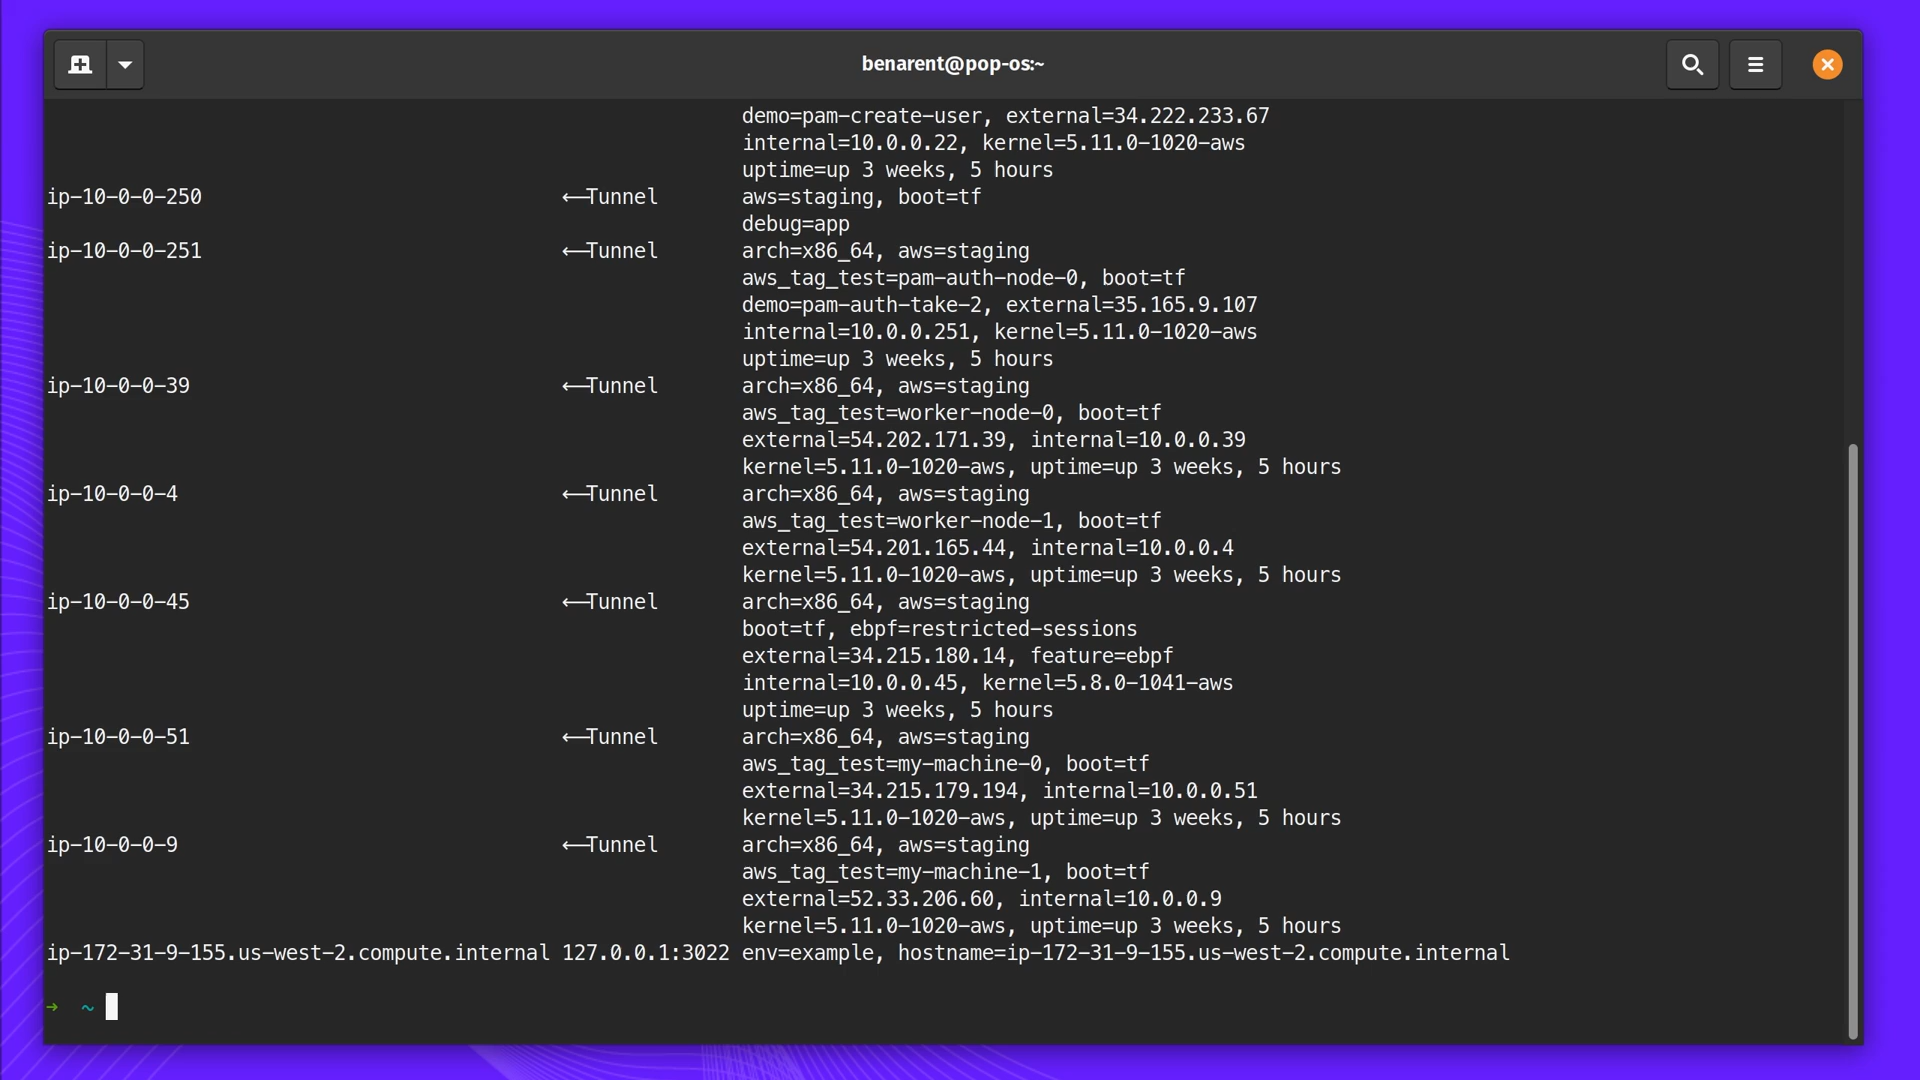 benarent@pop-os:~
demo=pam-create-user, external=34.222.233.67
internal=10.0.0.22, kernel=5.11.0-1020-aws
uptime=up 3 weeks, 5 hours
ip-10-0-0-250 ⟵Tunnel aws=staging, boot=tf
debug=app
ip-10-0-0-251 ⟵Tunnel arch=x86_64, aws=staging
aws_tag_test=pam-auth-node-0, boot=tf
demo=pam-auth-take-2, external=35.165.9.107
internal=10.0.0.251, kernel=5.11.0-1020-aws
uptime=up 3 weeks, 5 hours
ip-10-0-0-39 ⟵Tunnel arch=x86_64, aws=staging
aws_tag_test=worker-node-0, boot=tf
external=54.202.171.39, internal=10.0.0.39
kernel=5.11.0-1020-aws, uptime=up 3 weeks, 5 hours
ip-10-0-0-4 ⟵Tunnel arch=x86_64, aws=staging
aws_tag_test=worker-node-1, boot=tf
external=54.201.165.44, internal=10.0.0.4
kernel=5.11.0-1020-aws, uptime=up 3 weeks, 5 hours
ip-10-0-0-45 ⟵Tunnel arch=x86_64, aws=staging
boot=tf, ebpf=restricted-sessions
external=34.215.180.14, feature=ebpf
internal=10.0.0.45, kernel=5.8.0-1041-aws
uptime=up 3 weeks, 5 hours
ip-10-0-0-51 ⟵Tunnel arch=x86_64, aws=staging
aws_tag_test=my-machine-0, boot=tf
external=34.215.179.194, internal=10.0.0.51
kernel=5.11.0-1020-aws, uptime=up 3 weeks, 5 hours
ip-10-0-0-9 ⟵Tunnel arch=x86_64, aws=staging
aws_tag_test=my-machine-1, boot=tf
external=52.33.206.60, internal=10.0.0.9
kernel=5.11.0-1020-aws, uptime=up 3 weeks, 5 hours
ip-172-31-9-155.us-west-2.compute.internal 127.0.0.1:3022 env=example, hostname=ip-172-31-9-155.us-west-2.compute.internal
➜ ~